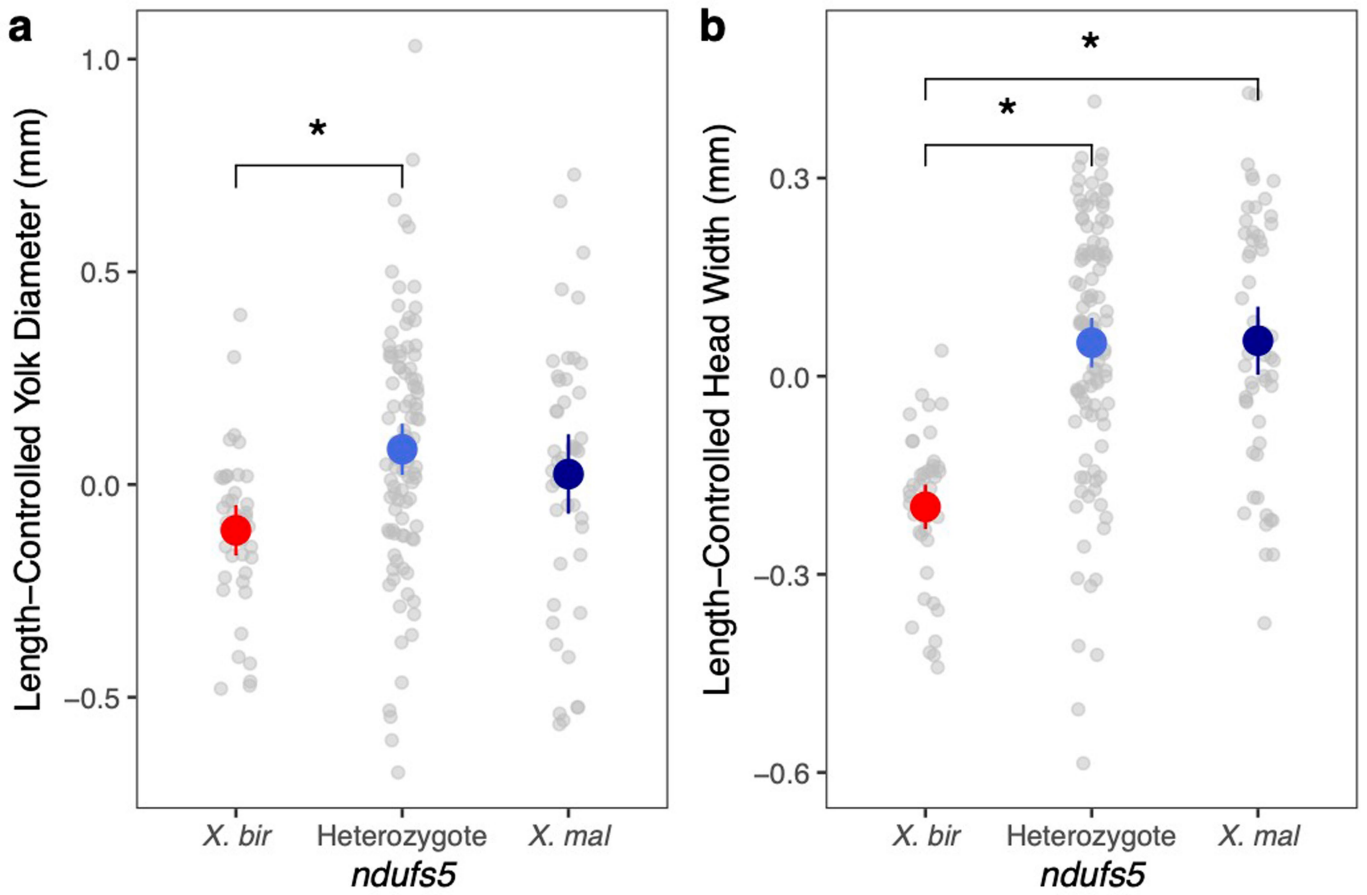 a
Length−Controlled Yolk Diameter (mm)
1.0
0.5
0.0
−0.5
*
X. bir
Heterozygote
X. mal
ndufs5
b
Length−Controlled Head Width (mm)
0.3
0.0
−0.3
−0.6
*
*
X. bir
Heterozygote
X. mal
ndufs5